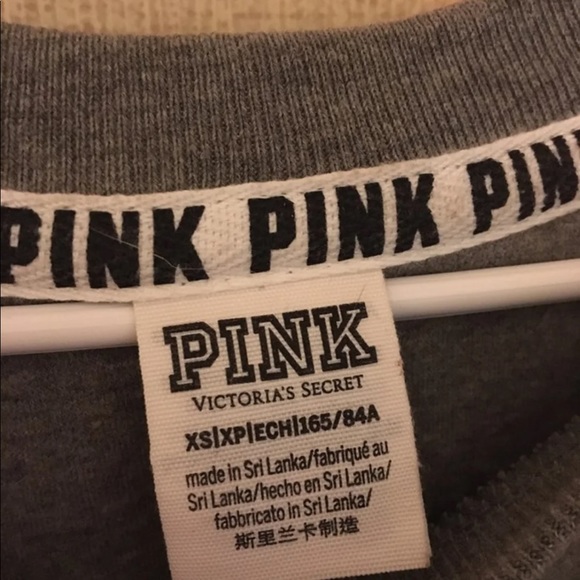 PINK PINK PIN
PINK
VICTORIA'S SECRET
XS|XP|ECH|165/84A
made in Sri Lanka/fabriqué au
Sri Lanka/hecho en Sri Lanka/
fabbricato in Sri Lanka/
斯里兰卡制造